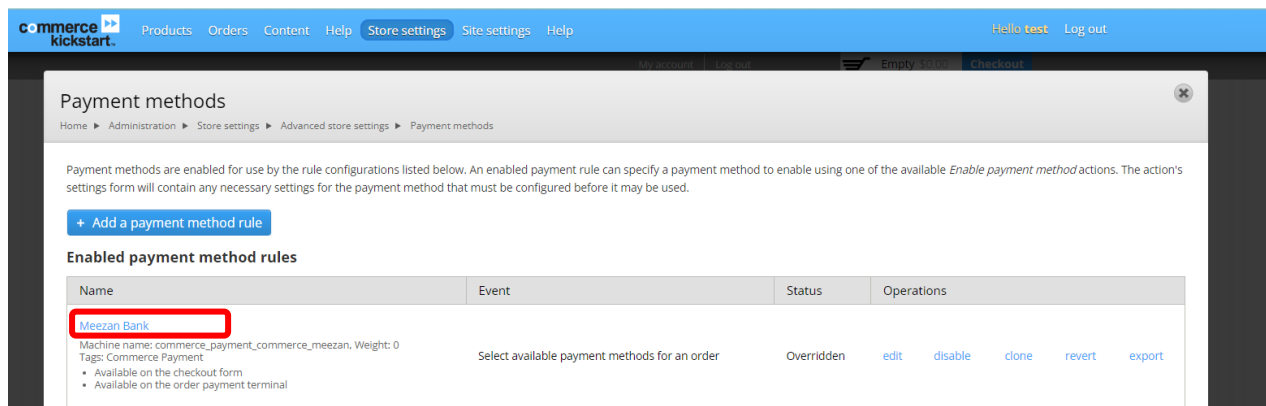 commerce kickstart. Products Orders Content Help Store settings Site settings Help Hello test Log out
My account Log out Empty $0.00 Checkout
Payment methods
Home ▶ Administration ▶ Store settings ▶ Advanced store settings ▶ Payment methods
Payment methods are enabled for use by the rule configurations listed below. An enabled payment rule can specify a payment method to enable using one of the available Enable payment method actions. The action's
settings form will contain any necessary settings for the payment method that must be configured before it may be used.
+ Add a payment method rule
Enabled payment method rules
Name Event Status Operations
Meezan Bank
Machine name: commerce_payment_commerce_meezan, Weight: 0
Tags: Commerce Payment
Select available payment methods for an order Overridden edit disable clone revert export
• Available on the checkout form
• Available on the order payment terminal